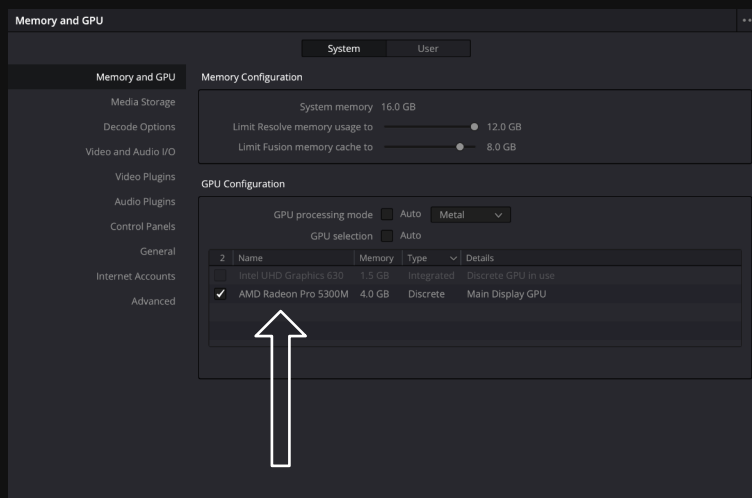 Memory and GPU
System User
Memory and GPU
Media Storage
Decode Options
Video and Audio I/O
Video Plugins
Audio Plugins
Control Panels
General
Internet Accounts
Advanced
Memory Configuration
System memory 16.0 GB
Limit Resolve memory usage to 12.0 GB
Limit Fusion memory cache to 8.0 GB
GPU Configuration
GPU processing mode Auto Metal
GPU selection Auto
2 Name Memory Type Details
Intel UHD Graphics 630 1.5 GB Integrated Discrete GPU in use
AMD Radeon Pro 5300M 4.0 GB Discrete Main Display GPU